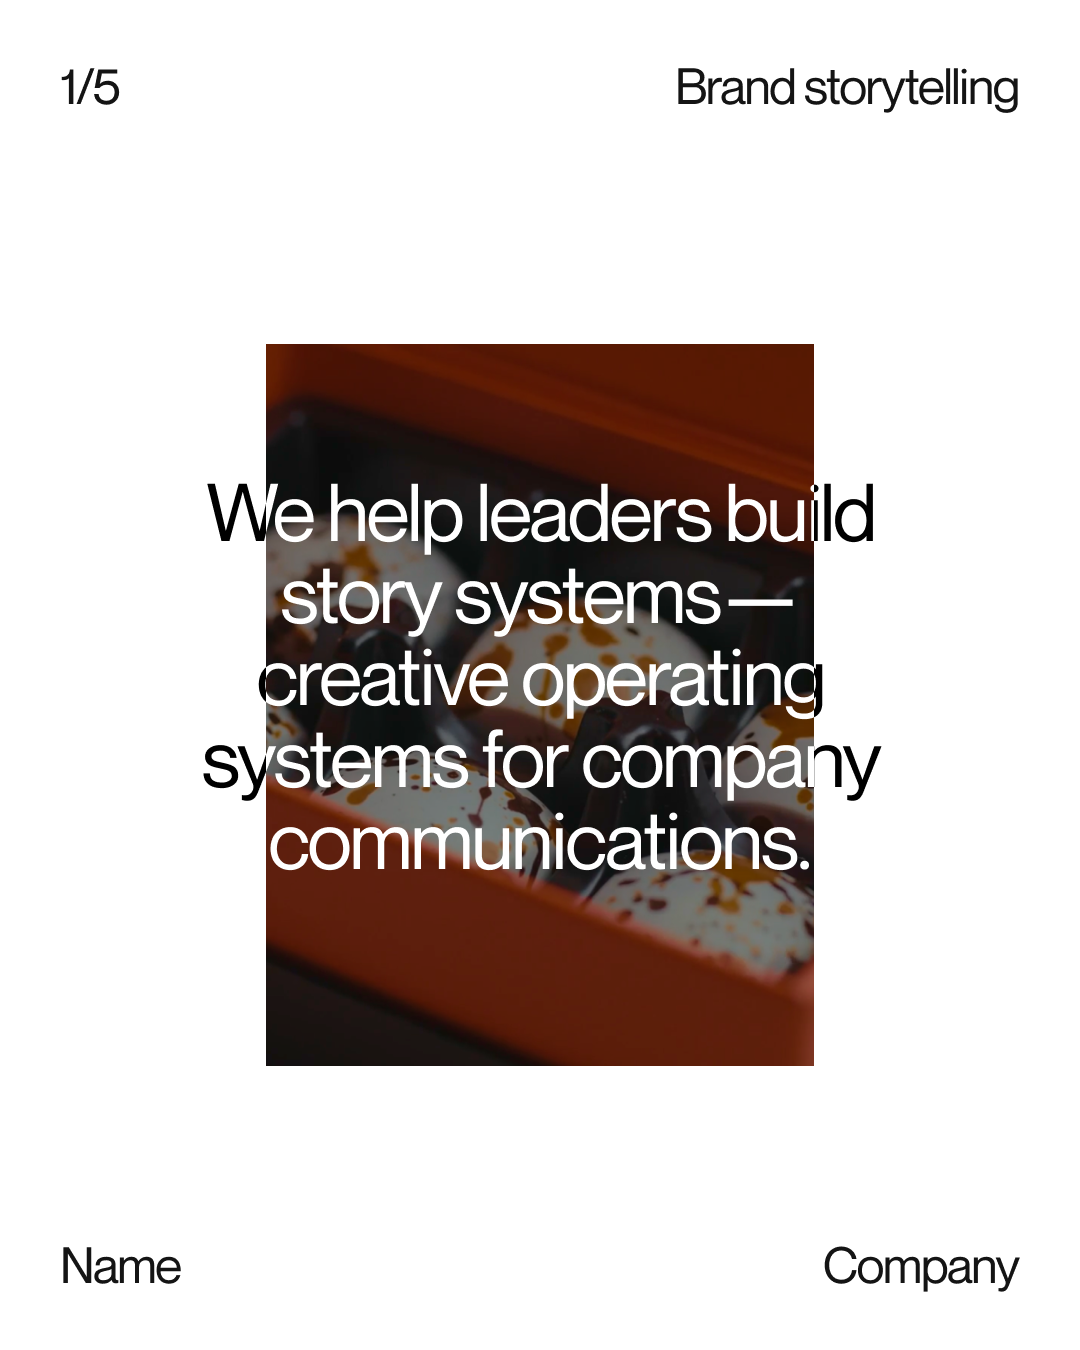 1/5
Brand storytelling
We help leaders build
story systems—
creative operating
systems for company
communications.
Name
Company